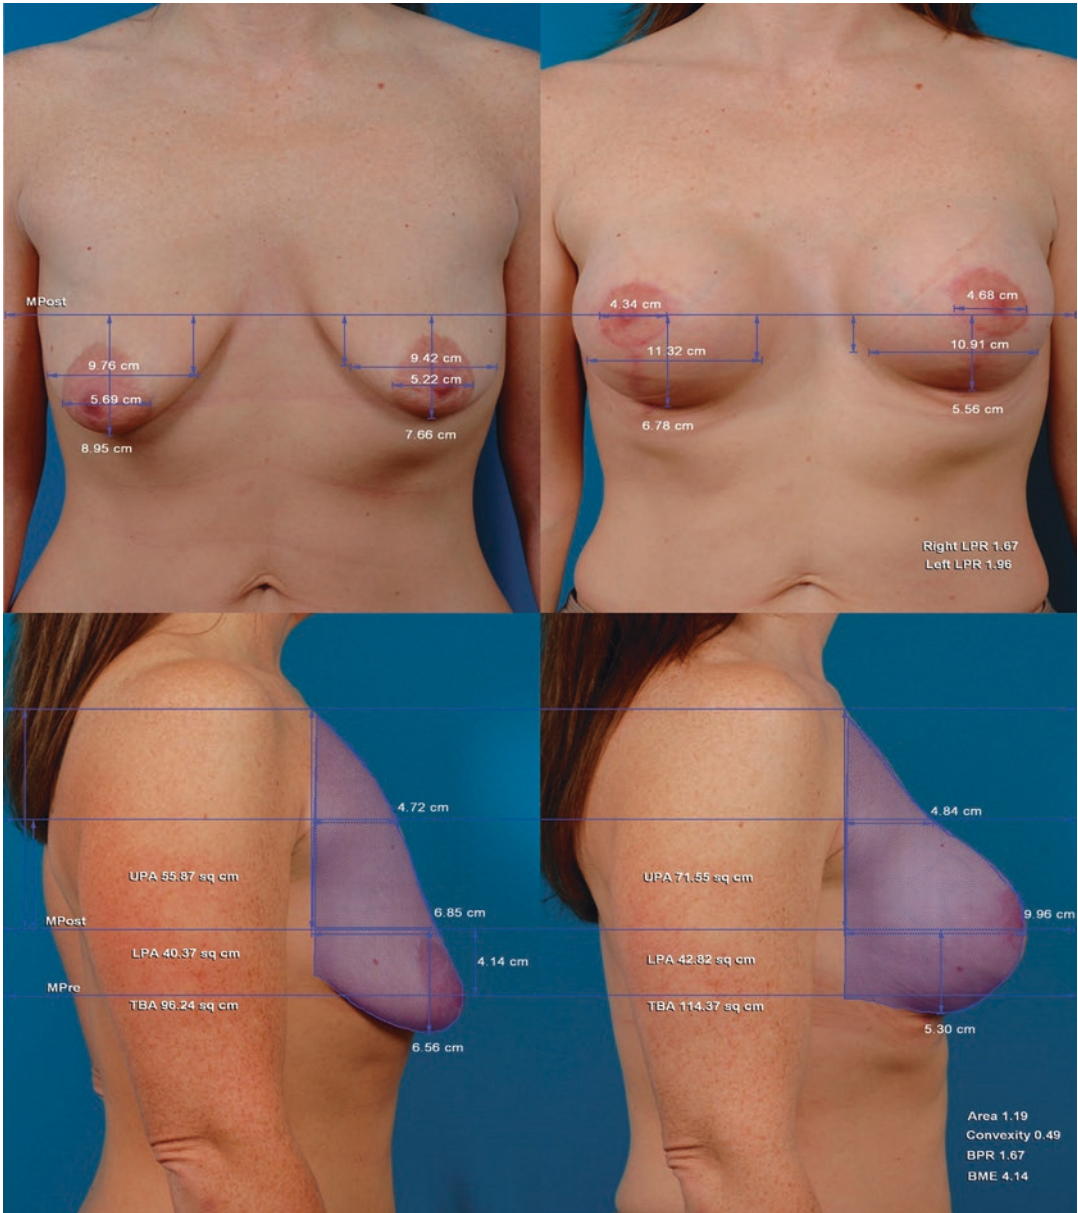 MPost
9.76 cm
5.69 cm
8.95 cm
9.42 cm
5.22 cm
7.66 cm
4.34 cm
11.32 cm
6.78 cm
4.68 cm
10.91 cm
5.56 cm
Right LPR 1.67
Left LPR 1.96
4.72 cm
UPA 55.87 sq cm
6.85 cm
MPost
LPA 40.37 sq cm
4.14 cm
MPre
TBA 96.24 sq cm
6.56 cm
4.84 cm
UPA 71.55 sq cm
9.96 cm
LPA 42.82 sq cm
TBA 114.37 sq cm
5.30 cm
Area 1.19
Convexity 0.49
BPR 1.67
BME 4.14